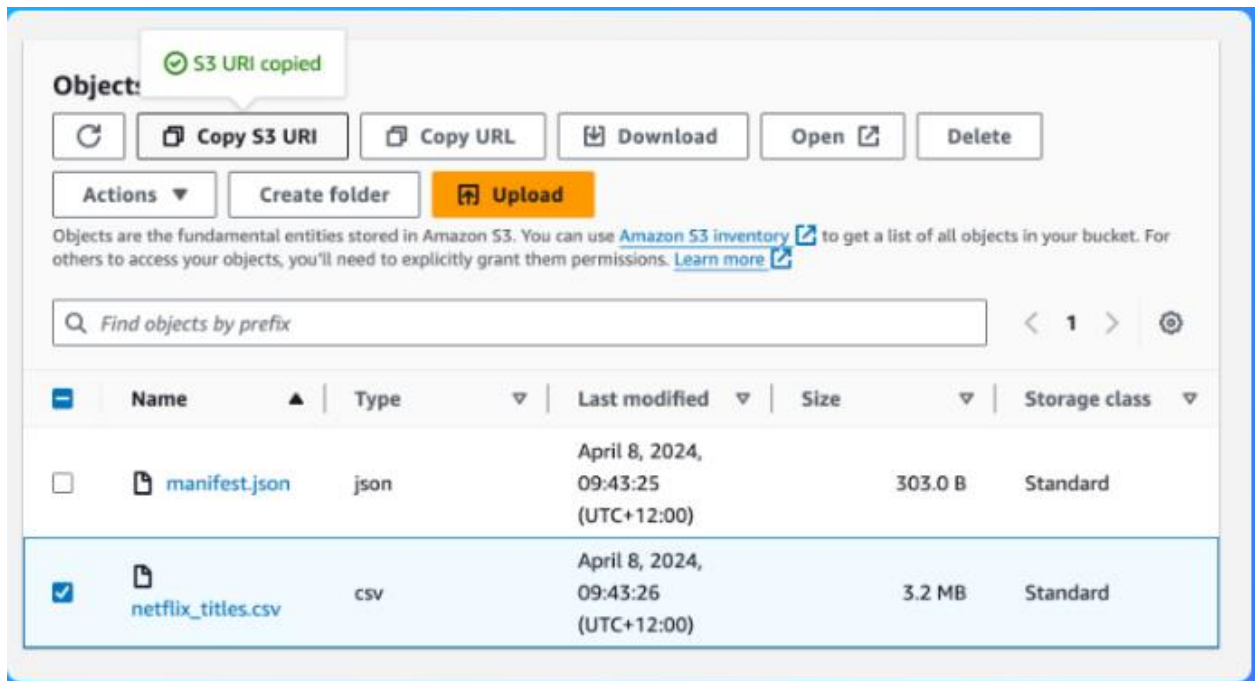 S3 URI copied
Object
Copy S3 URI
Copy URL
Download
Open
Delete
Actions
Create folder
Upload
Objects are the fundamental entities stored in Amazon S3. You can use Amazon S3 inventory to get a list of all objects in your bucket. For
others to access your objects, you'll need to explicitly grant them permissions. Learn more
Find objects by prefix
1
Name
Type
Last modified
Size
Storage class
manifest.json
json
April 8, 2024,
09:43:25
(UTC+12:00)
303.0 B
Standard
netflix_titles.csv
csv
April 8, 2024,
09:43:26
(UTC+12:00)
3.2 MB
Standard